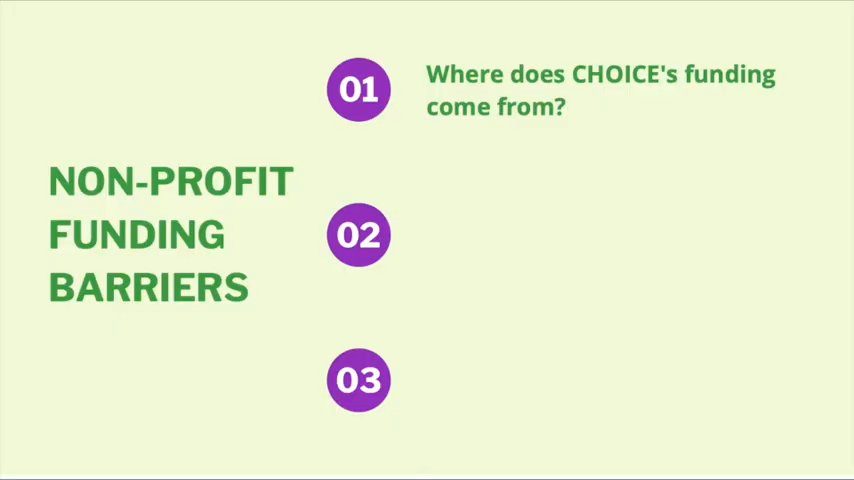 NON-PROFIT
FUNDING
BARRIERS
01
Where does CHOICE's funding
come from?
02
03